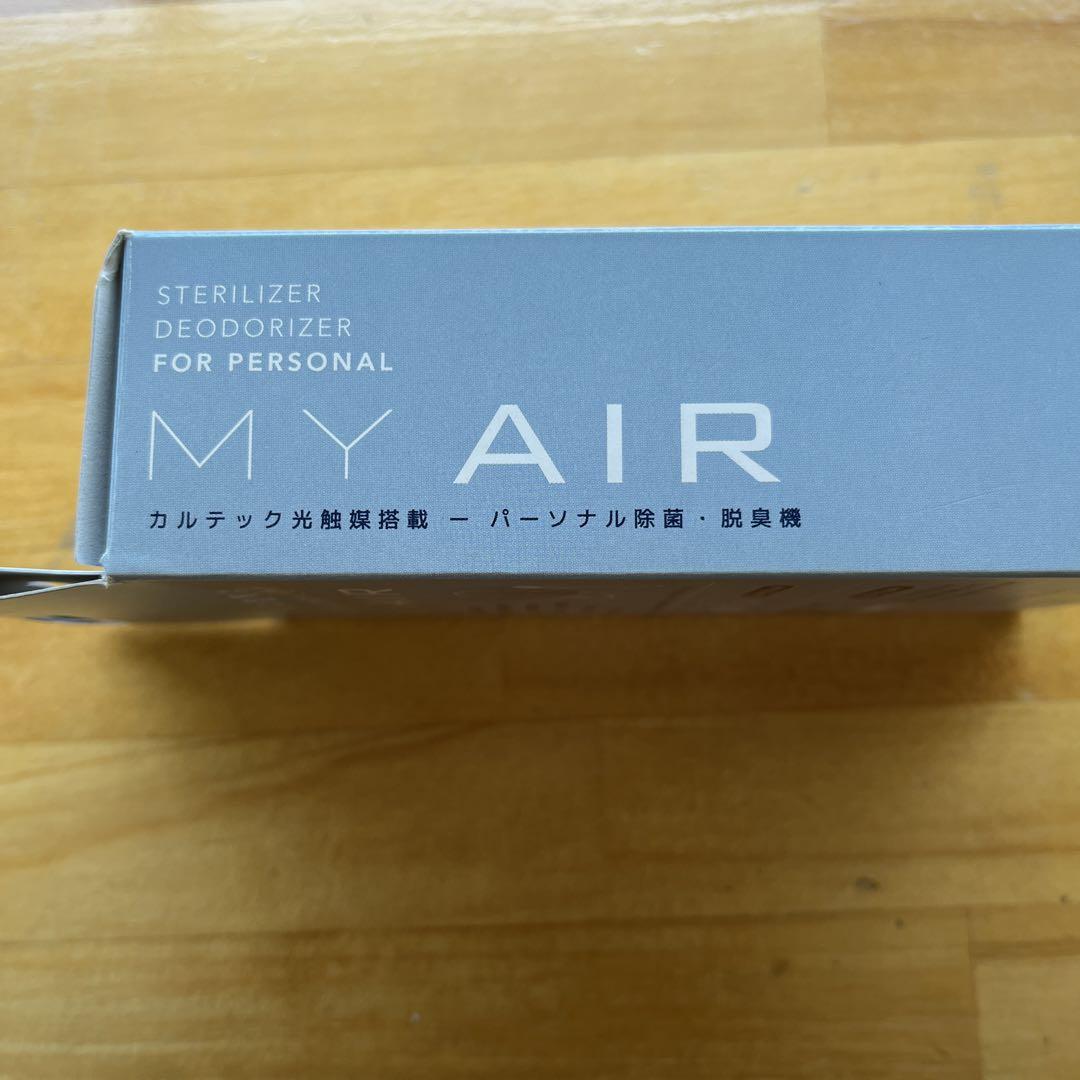 STERILIZER
DEODORIZER
FOR PERSONAL
MY AIR
カルテック光触媒搭載 ー パーソナル除菌・脱臭機